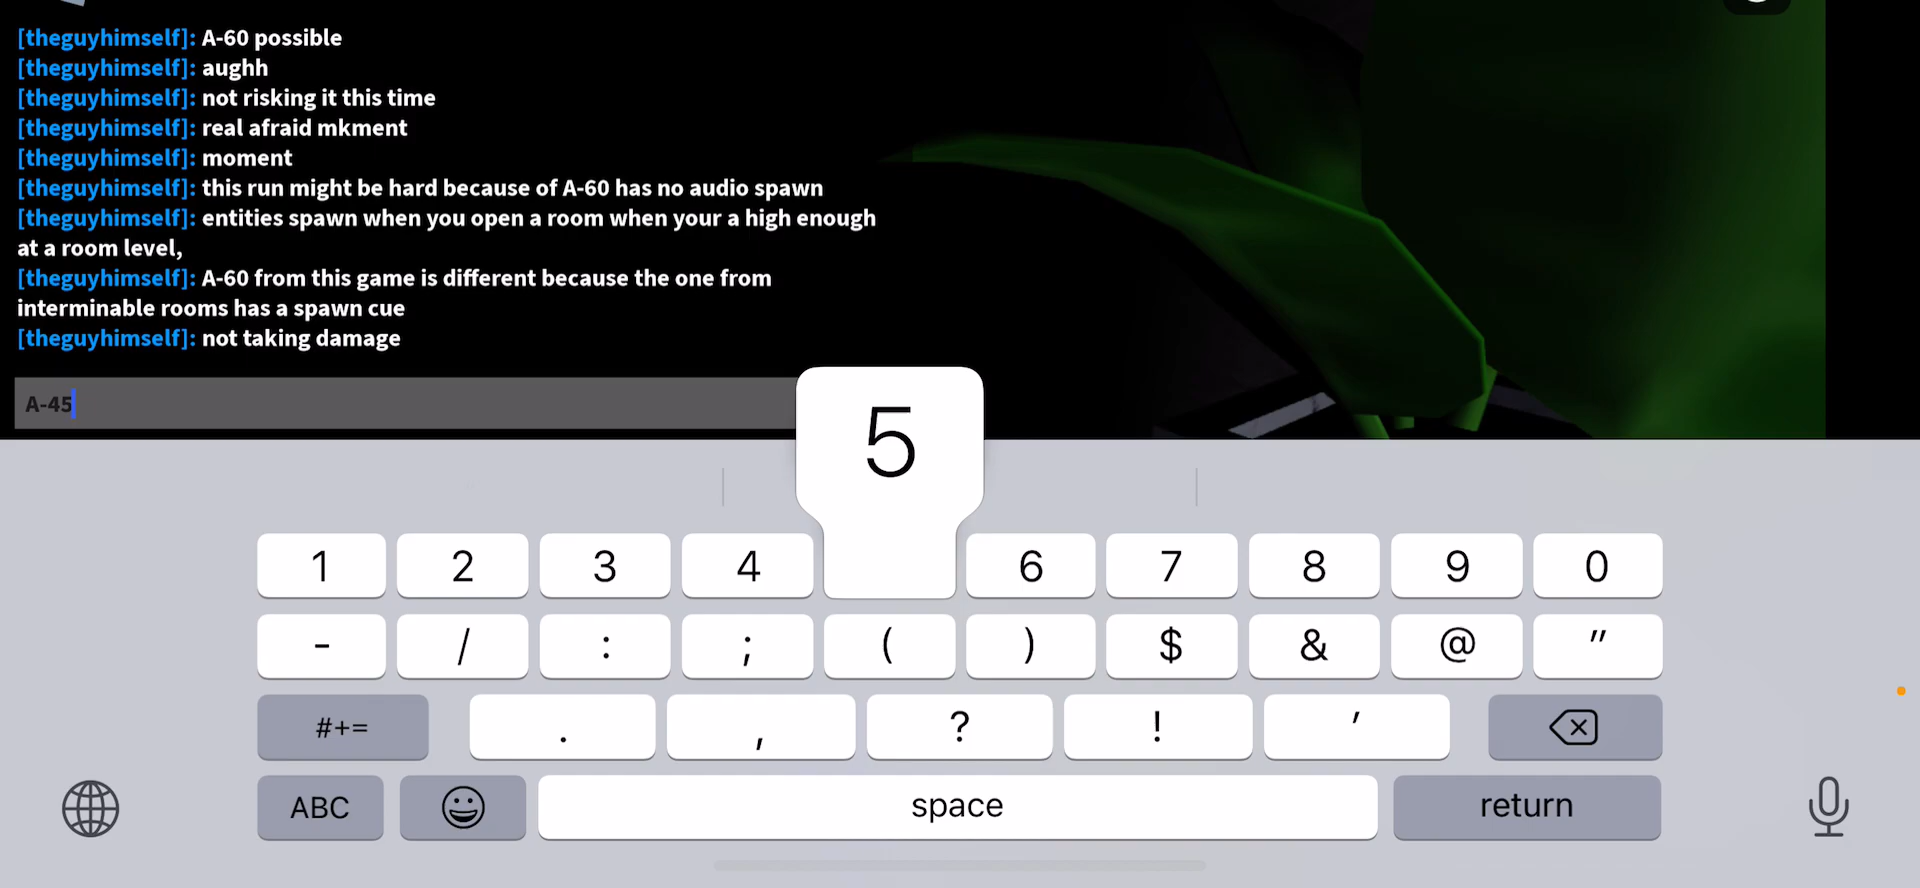 [theguyhimself]: A-60 possible
[theguyhimself]: aughh
[theguyhimself]: not risking it this time
[theguyhimself]: real afraid mkment
[theguyhimself]: moment
[theguyhimself]: this run might be hard because of A-60 has no audio spawn
[theguyhimself]: entities spawn when you open a room when your a high enough
at a room level,
[theguyhimself]: A-60 from this game is different because the one from
interminable rooms has a spawn cue
[theguyhimself]: not taking damage
A-45
5
1 2 3 4 6 7 8 9 0
- / : ; ( ) $ & @ "
#+= . , ? ! '
ABC space return